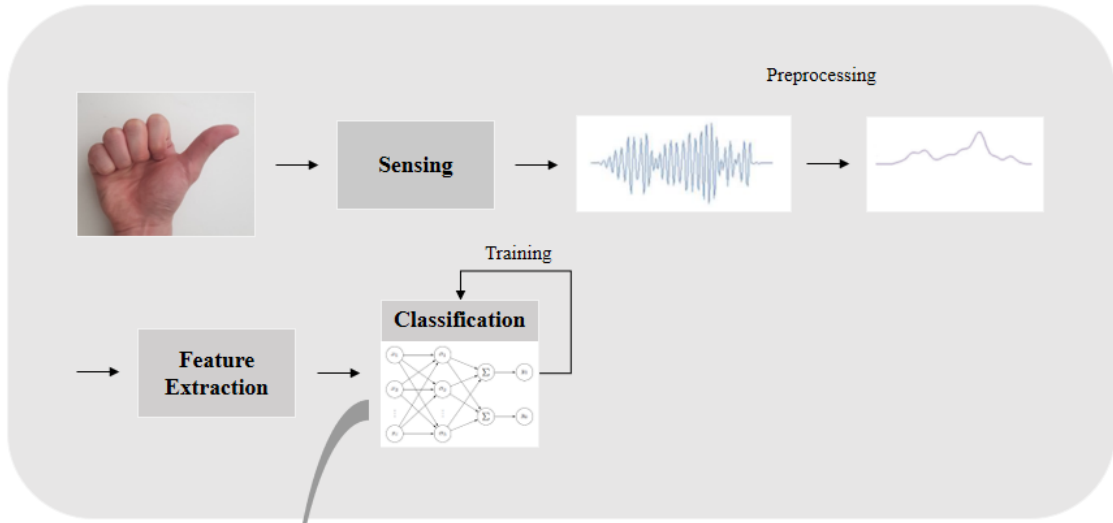 Preprocessing
Sensing
Training
Classification
Feature
Extraction
Σ
Σ